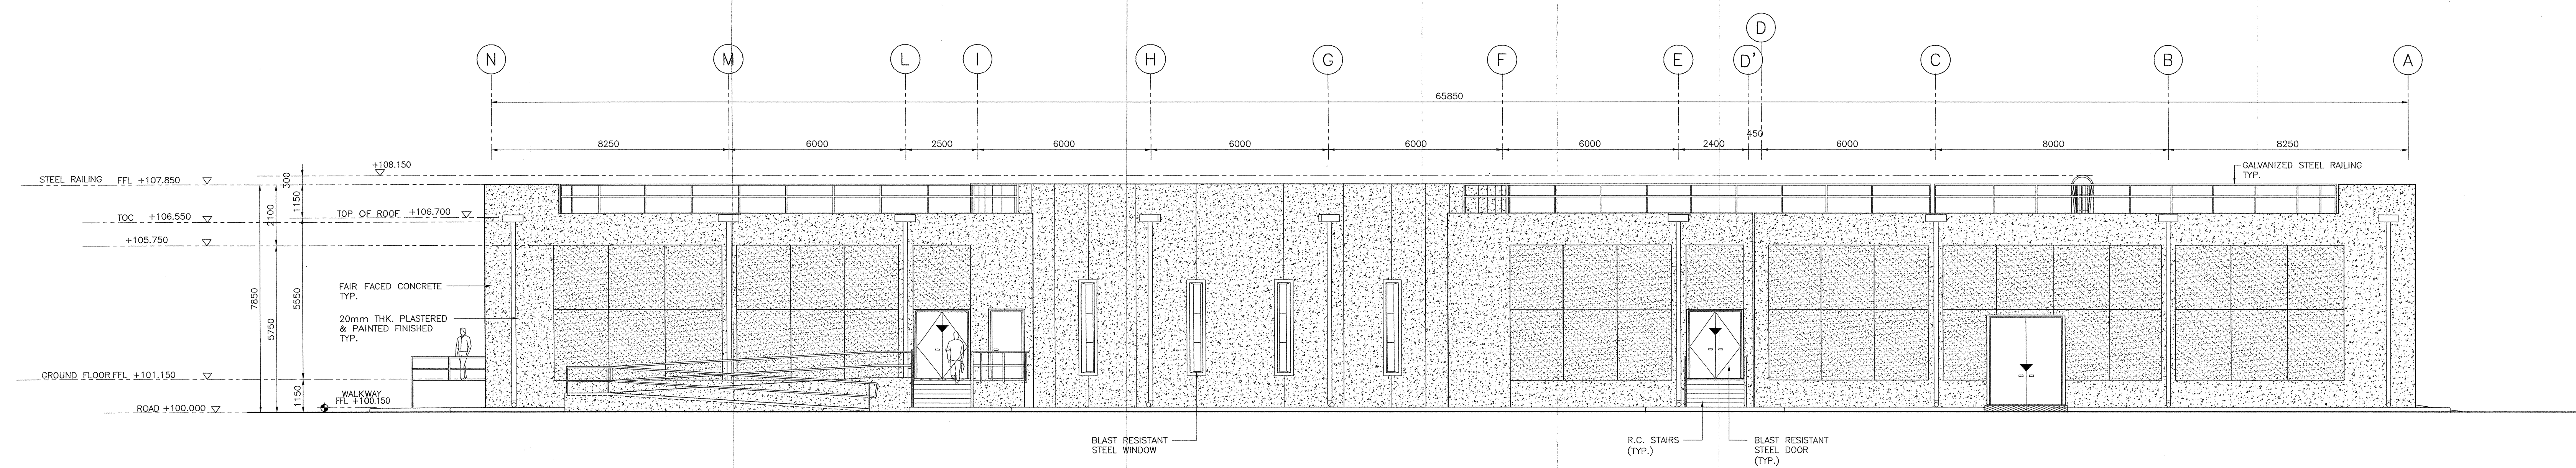 D
N
M
L
I
H
G
F
E
D'
C
B
A
65850
450
8250
6000
2500
6000
6000
6000
6000
2400
6000
8000
8250
GALVANIZED STEEL RAILING
TYP.
+108.150
STEEL RAILING FFL +107.850
300
1150
2100
TOC +106.550
TOP OF ROOF +106.700
+105.750
FAIR FACED CONCRETE
TYP.
7850
5750
5550
20mm THK. PLASTERED
& PAINTED FINISHED
TYP.
GROUND FLOOR FFL +101.150
1150
WALKWAY
FFL +100.150
ROAD +100.000
BLAST RESISTANT
STEEL WINDOW
R.C. STAIRS
(TYP.)
BLAST RESISTANT
STEEL DOOR
(TYP.)